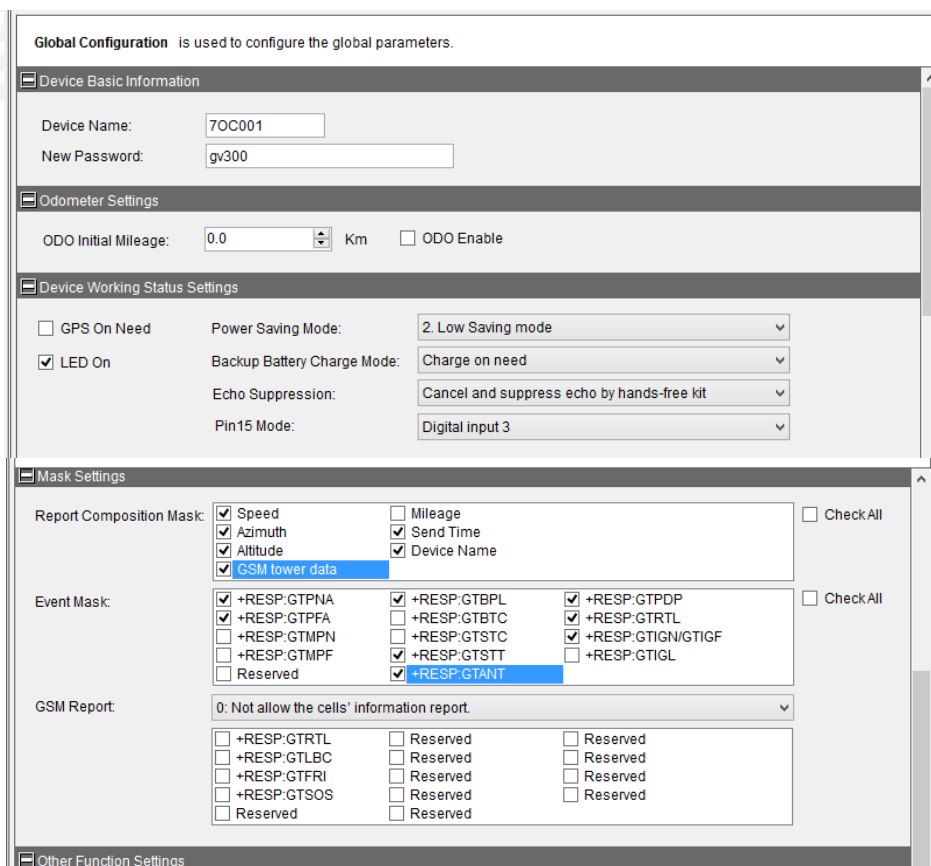 Global Configuration is used to configure the global parameters.
Device Basic Information
Device Name: 7OC001
New Password: gv300
Odometer Settings
ODO Initial Mileage: 0.0 Km ODO Enable
Device Working Status Settings
GPS On Need Power Saving Mode: 2. Low Saving mode
LED On Backup Battery Charge Mode: Charge on need
Echo Suppression: Cancel and suppress echo by hands-free kit
Pin15 Mode: Digital input 3
Mask Settings
Report Composition Mask: Speed Mileage Check All
Azimuth Send Time
Altitude Device Name
GSM tower data
Event Mask: +RESP:GTPNA +RESP:GTBPL +RESP:GTPDP Check All
+RESP:GTPFA +RESP:GTBTC +RESP:GTRTL
+RESP:GTMPN +RESP:GTSTC +RESP:GTIGN/GTIGF
+RESP:GTMPF +RESP:GTSTT +RESP:GTIGL
Reserved +RESP:GTANT
GSM Report: 0: Not allow the cells' information report.
+RESP:GTRTL Reserved Reserved
+RESP:GTLBC Reserved Reserved
+RESP:GTFRI Reserved Reserved
+RESP:GTSOS Reserved Reserved
Reserved Reserved
Other Function Settings